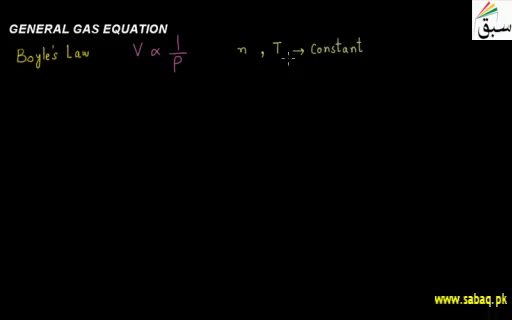 سبق
GENERAL GAS EQUATION
Boyle's Law V ∝ 1/P n , T → Constant
www.sabaq.pk